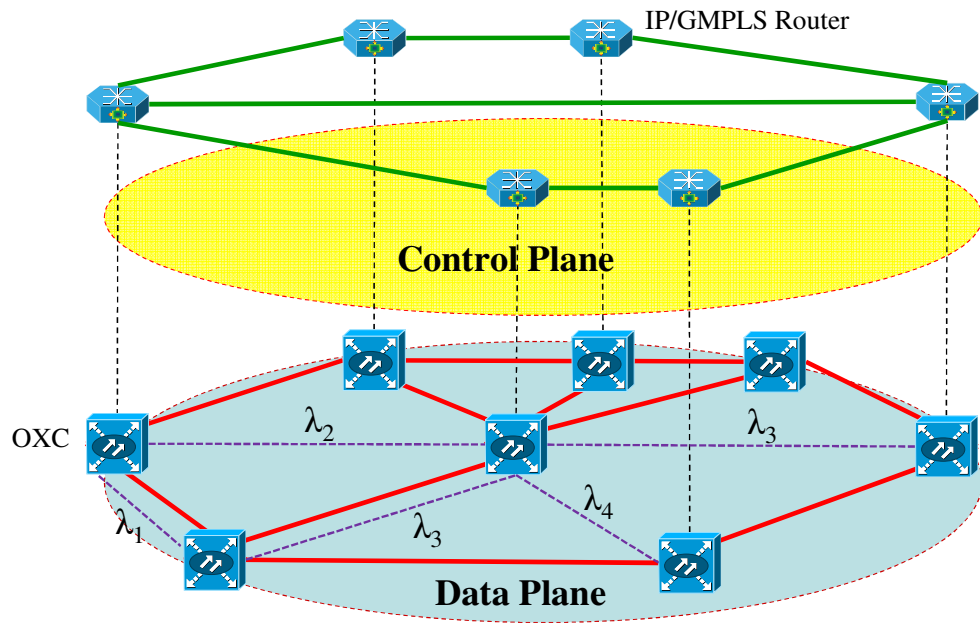 IP/GMPLS Router
Control Plane
OXC
λ2
λ3
λ1
λ3
λ4
Data Plane